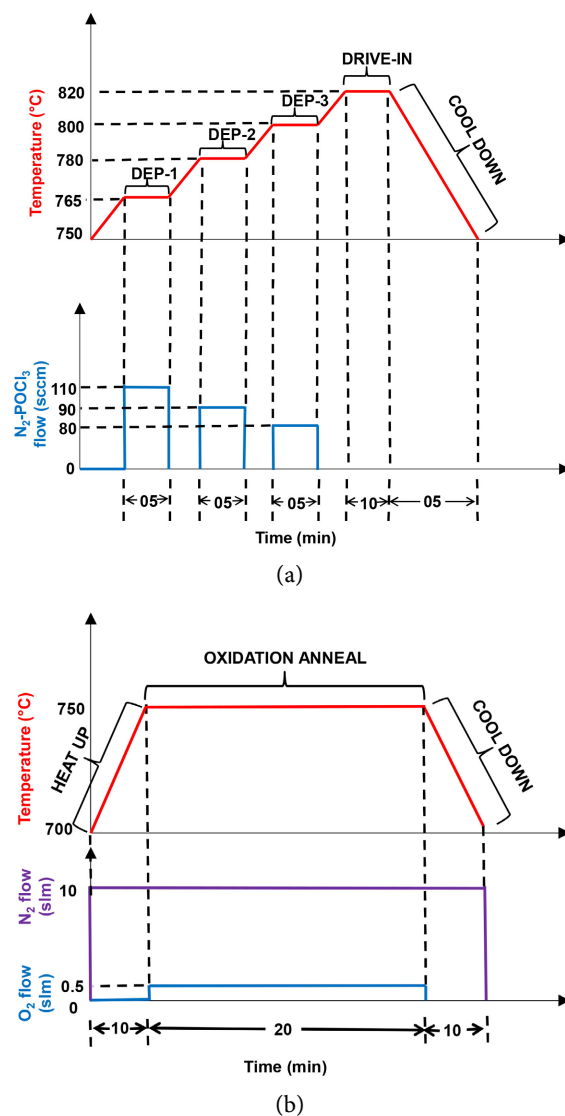 DRIVE-IN
820
DEP-3
COOL DOWN
800
DEP-2
780
DEP-1
765
750
Temperature (°C)
N₂-POCl₃
flow (sccm)
110
90
80
0
05
05
05
10
05
Time (min)
(a)
OXIDATION ANNEAL
750
HEAT UP
COOL DOWN
Temperature (°C)
700
N₂ flow
(slm)
10
O₂ flow
(slm)
0.5
0
10
20
10
Time (min)
(b)